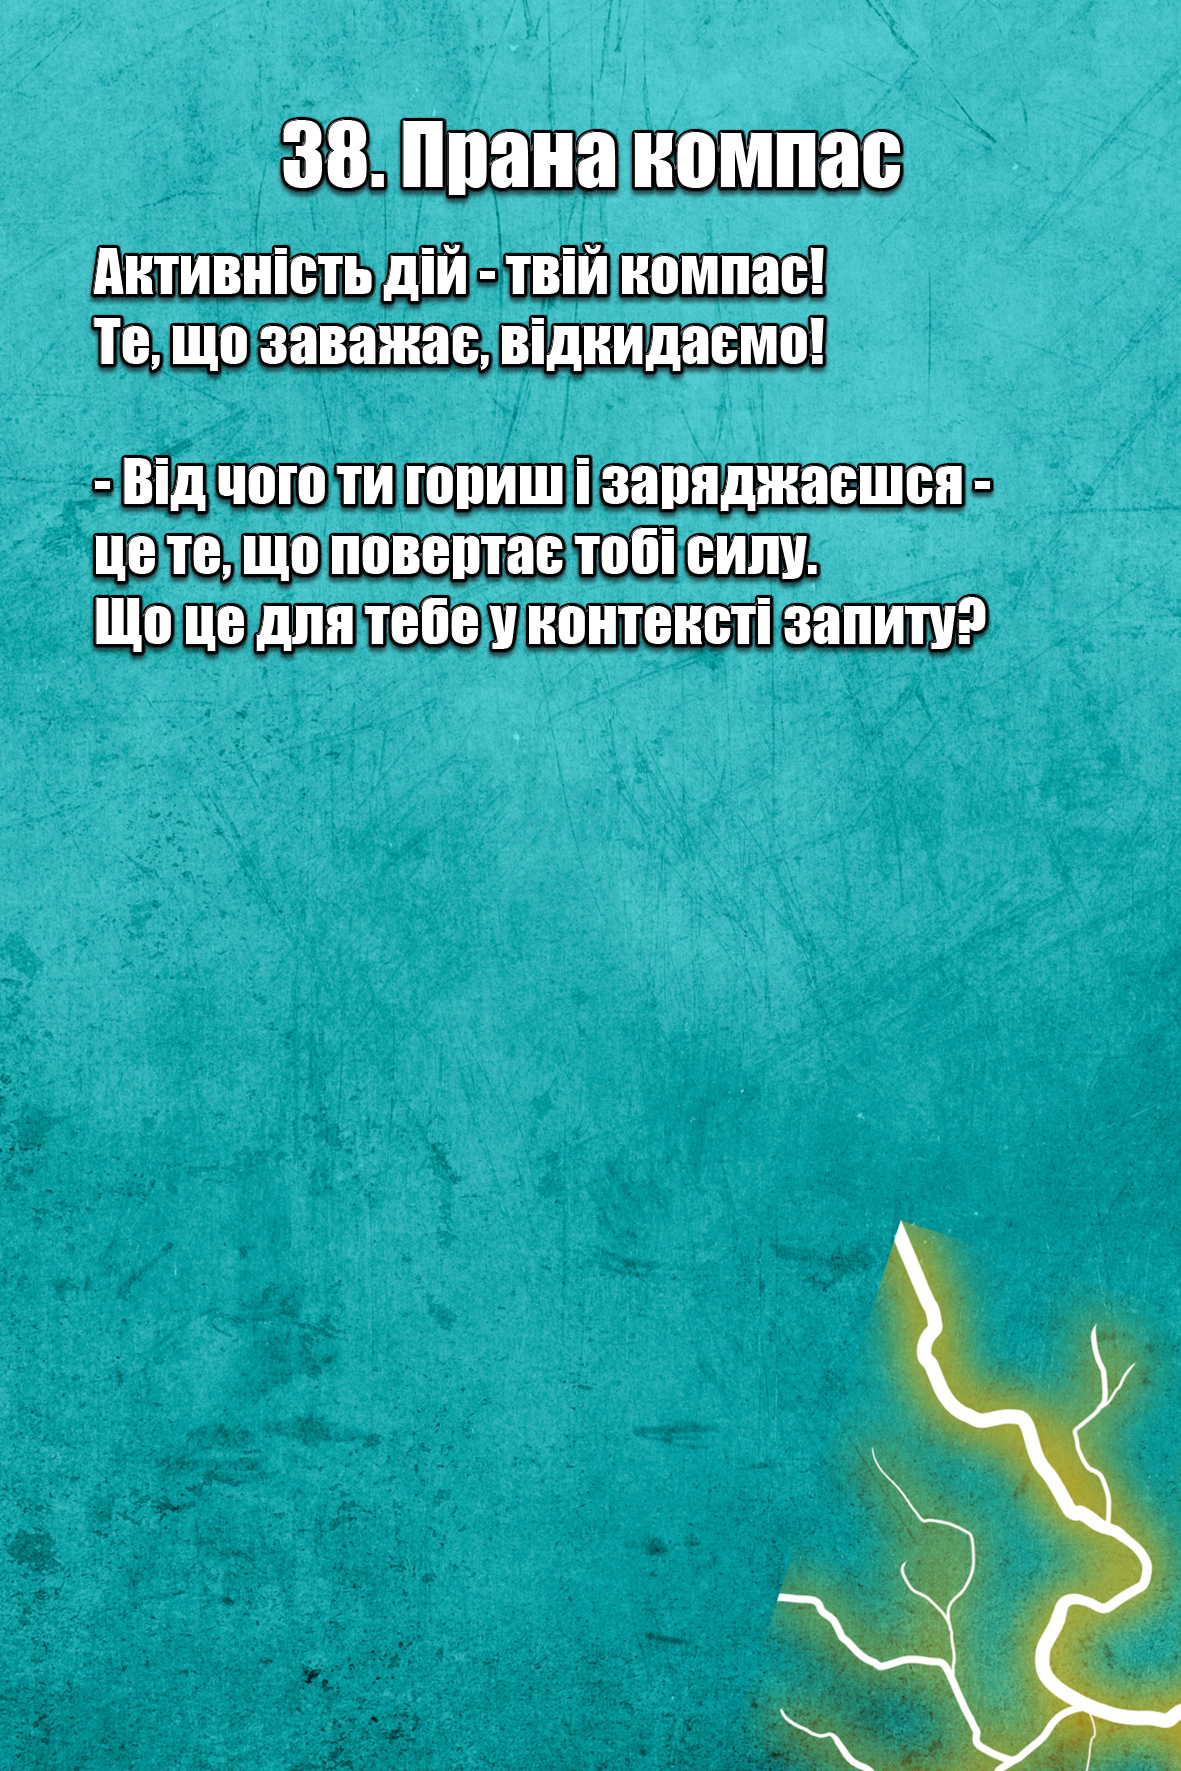 38. Прана компас
Активність дій - твій компас!
Те, що заважає, відкидаємо!
- Від чого ти гориш і заряджаєшся -
це те, що повертає тобі силу.
Що це для тебе у контексті запиту?